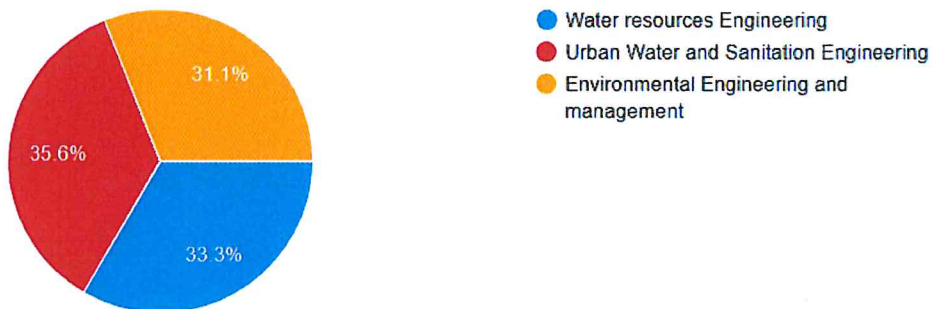 31.1%
35.6%
33.3%
Water resources Engineering
Urban Water and Sanitation Engineering
Environmental Engineering and
management